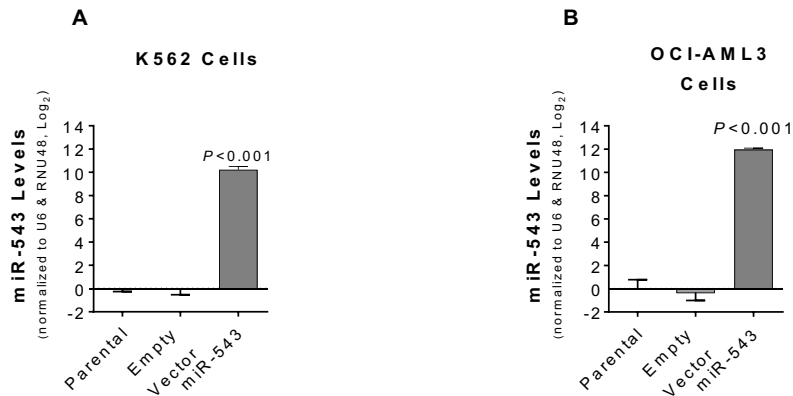 A
K562 Cells
miR-543 Levels
(normalized to U6 & RNU48, Log2)
14
12
10
8
6
4
2
0
-2
P<0.001
Parental
Empty
Vector
miR-543
B
OCI-AML3
Cells
miR-543 Levels
(normalized to U6 & RNU48, Log2)
14
12
10
8
6
4
2
0
-2
P<0.001
Parental
Empty
Vector
miR-543